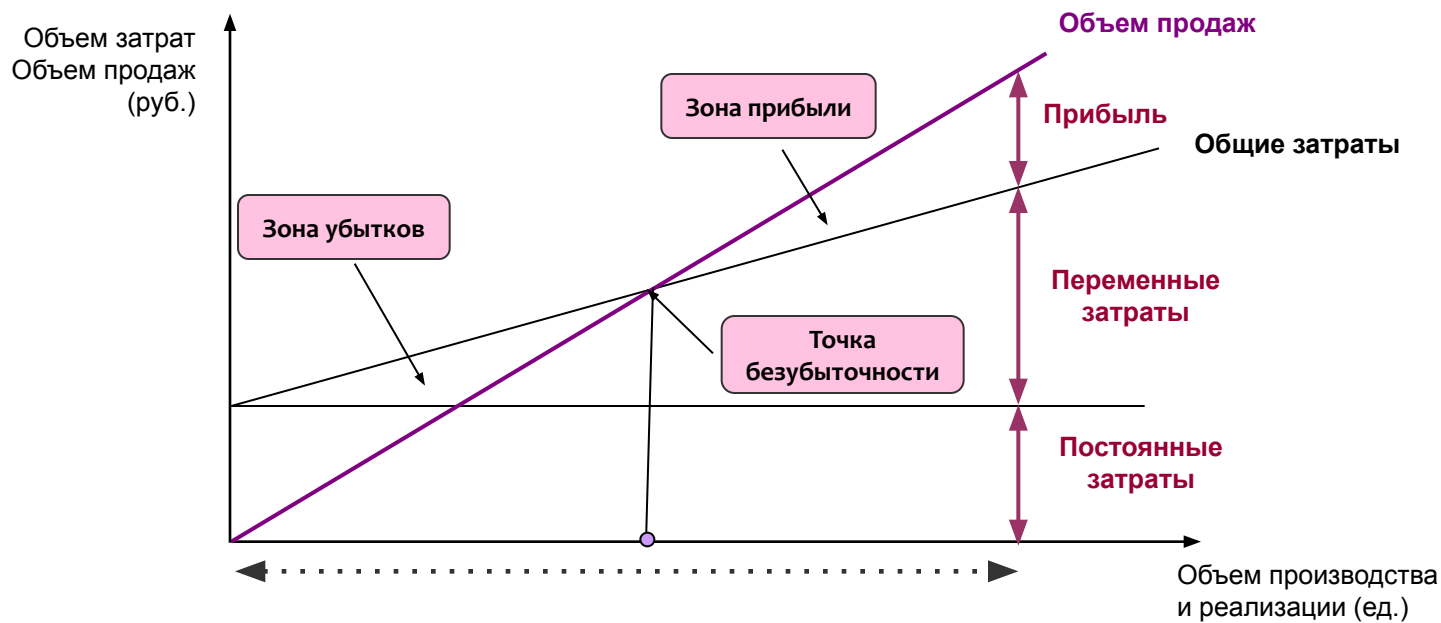 Объем затрат
Объем продаж
(руб.)
Объем продаж
Зона прибыли
Прибыль
Общие затраты
Зона убытков
Переменные
затраты
Точка
безубыточности
Постоянные
затраты
Объем производства
и реализации (ед.)